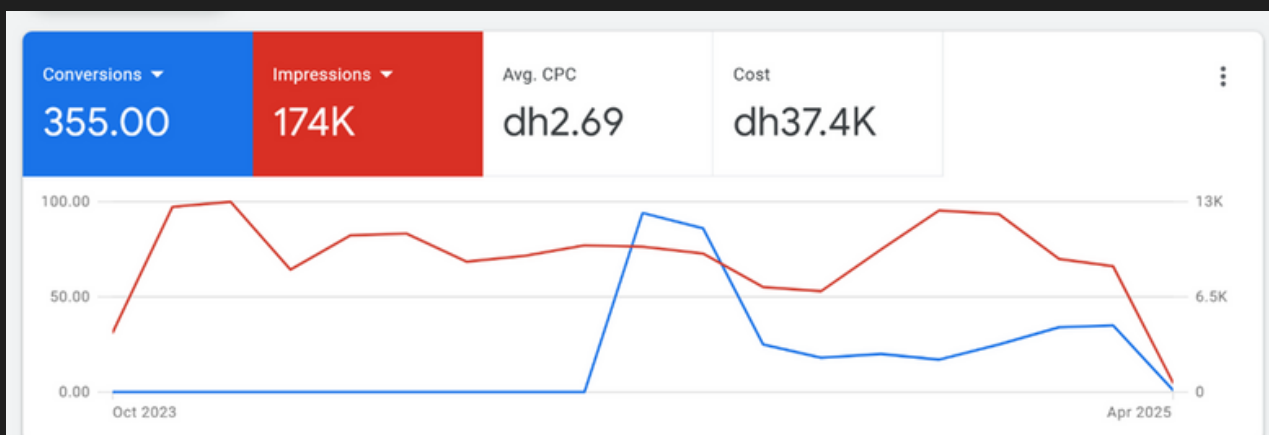 Conversions Impressions Avg. CPC Cost
355.00 174K dh2.69 dh37.4K
100.00 13K
50.00 6.5K
0.00 0
Oct 2023 Apr 2025